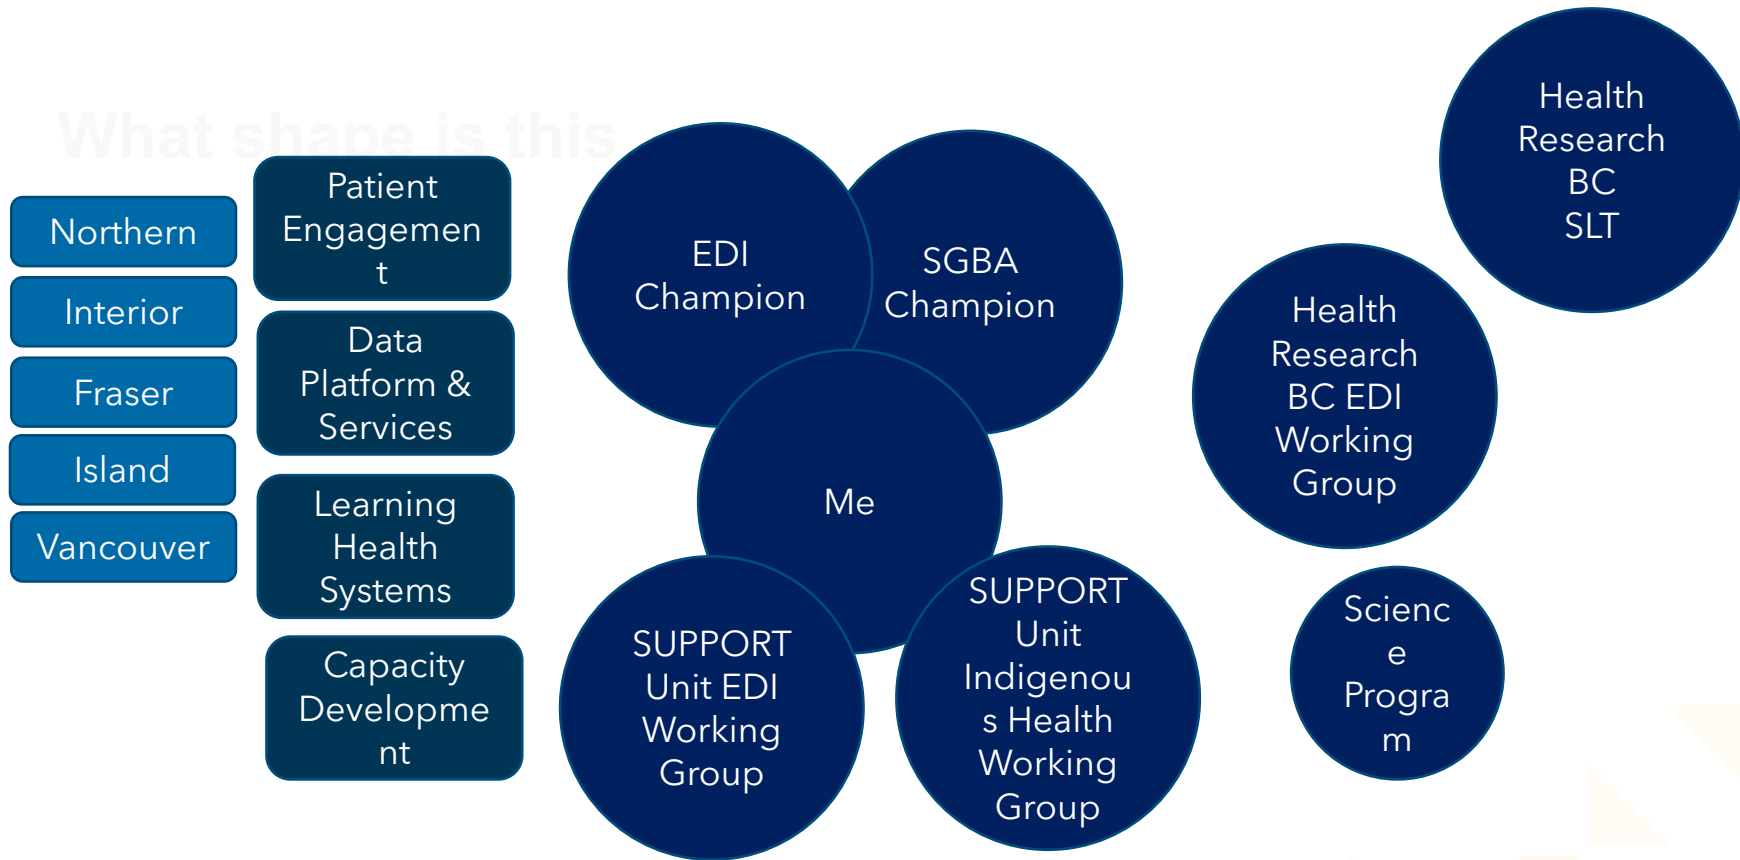 What shape is this
Northern
Interior
Fraser
Island
Vancouver
Patient
Engagemen
t
Data
Platform &
Services
Learning
Health
Systems
Capacity
Developme
nt
EDI
Champion
SGBA
Champion
Me
SUPPORT
Unit EDI
Working
Group
SUPPORT
Unit
Indigenou
s Health
Working
Group
Health
Research
BC EDI
Working
Group
Scienc
e
Progra
m
Health
Research
BC
SLT